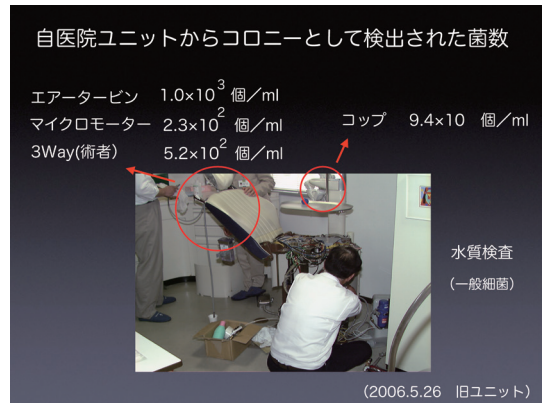 自医院ユニットからコロニーとして検出された菌数
エアータービン 1.0×10³ 個／ml
マイクロモーター 2.3×10² 個／ml
3Way(術者） 5.2×10² 個／ml
コップ 9.4×10 個／ml
水質検査
（一般細菌）
（2006.5.26 旧ユニット）